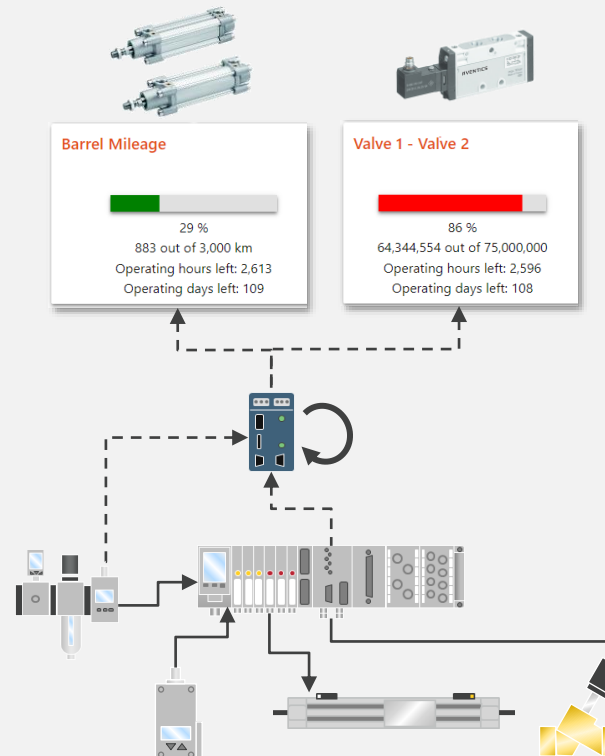 AVENTICS
Barrel Mileage
29 %
883 out of 3,000 km
Operating hours left: 2,613
Operating days left: 109
Valve 1 - Valve 2
86 %
64,344,554 out of 75,000,000
Operating hours left: 2,596
Operating days left: 108